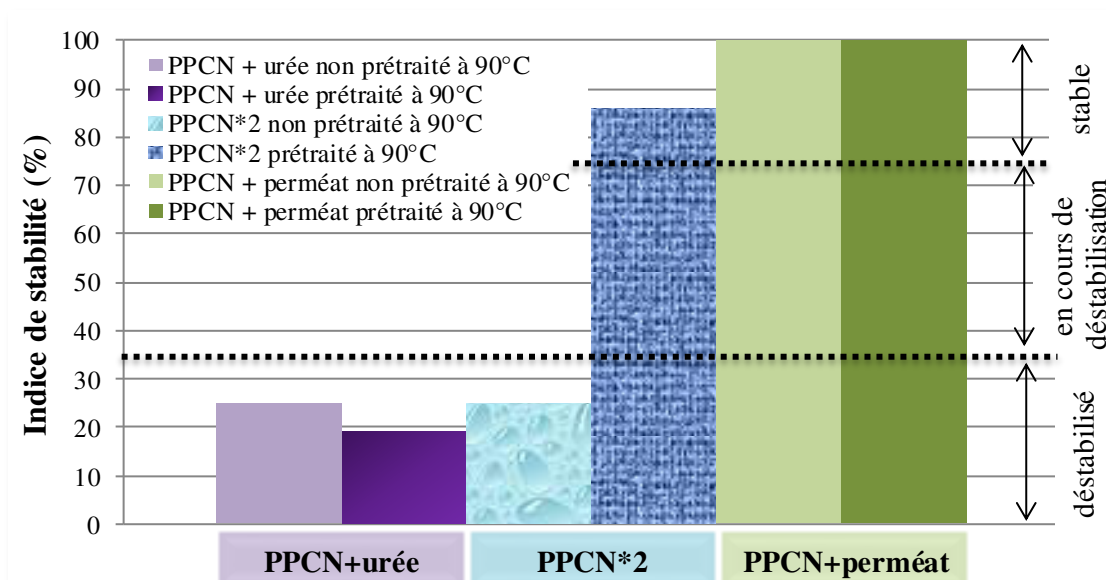 Indice de stabilité (%)
100
90
80
70
60
50
40
30
20
10
0
PPCN + urée non prétraité à 90°C
PPCN + urée prétraité à 90°C
PPCN*2 non prétraité à 90°C
PPCN*2 prétraité à 90°C
PPCN + perméat non prétraité à 90°C
PPCN + perméat prétraité à 90°C
stable
en cours de
déstabilisation
déstabilisé
PPCN+urée
PPCN*2
PPCN+perméat